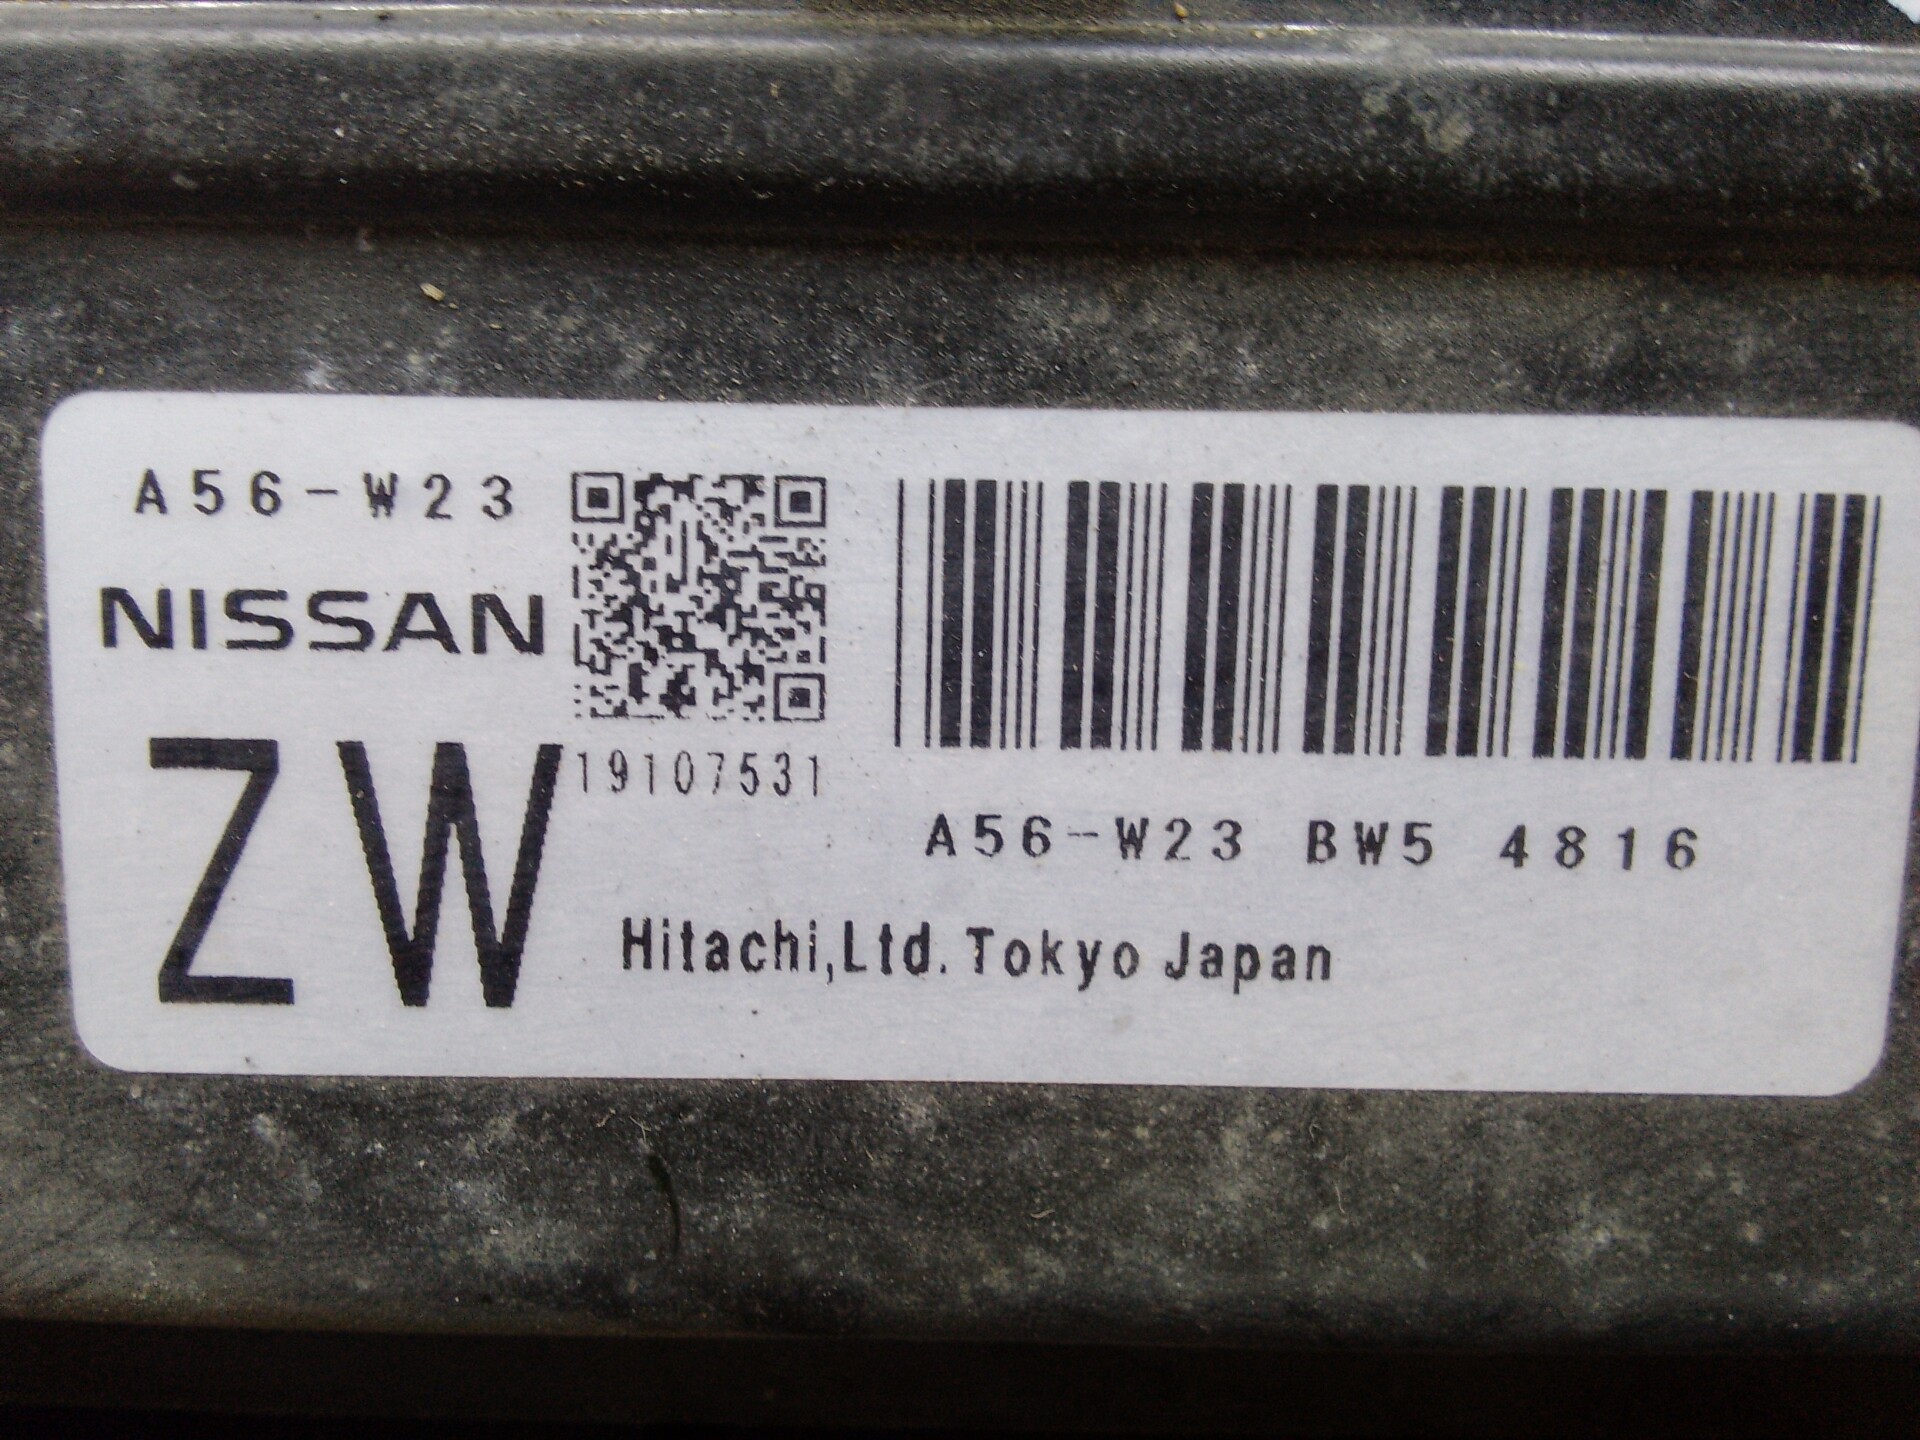 A56-W23
NISSAN
ZW
19107531
A56-W23 BW5 4816
Hitachi,Ltd. Tokyo Japan